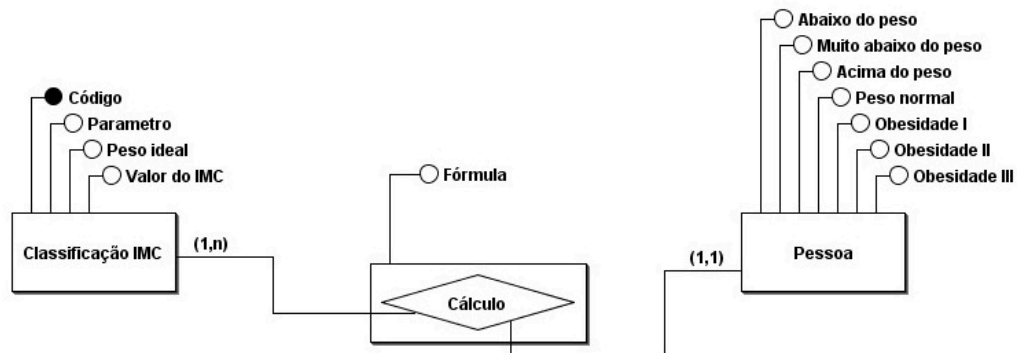 Código
Parametro
Peso ideal
Valor do IMC
Classificação IMC
(1,n)
Fórmula
Cálculo
Abaixo do peso
Muito abaixo do peso
Acima do peso
Peso normal
Obesidade I
Obesidade II
Obesidade III
(1,1)
Pessoa